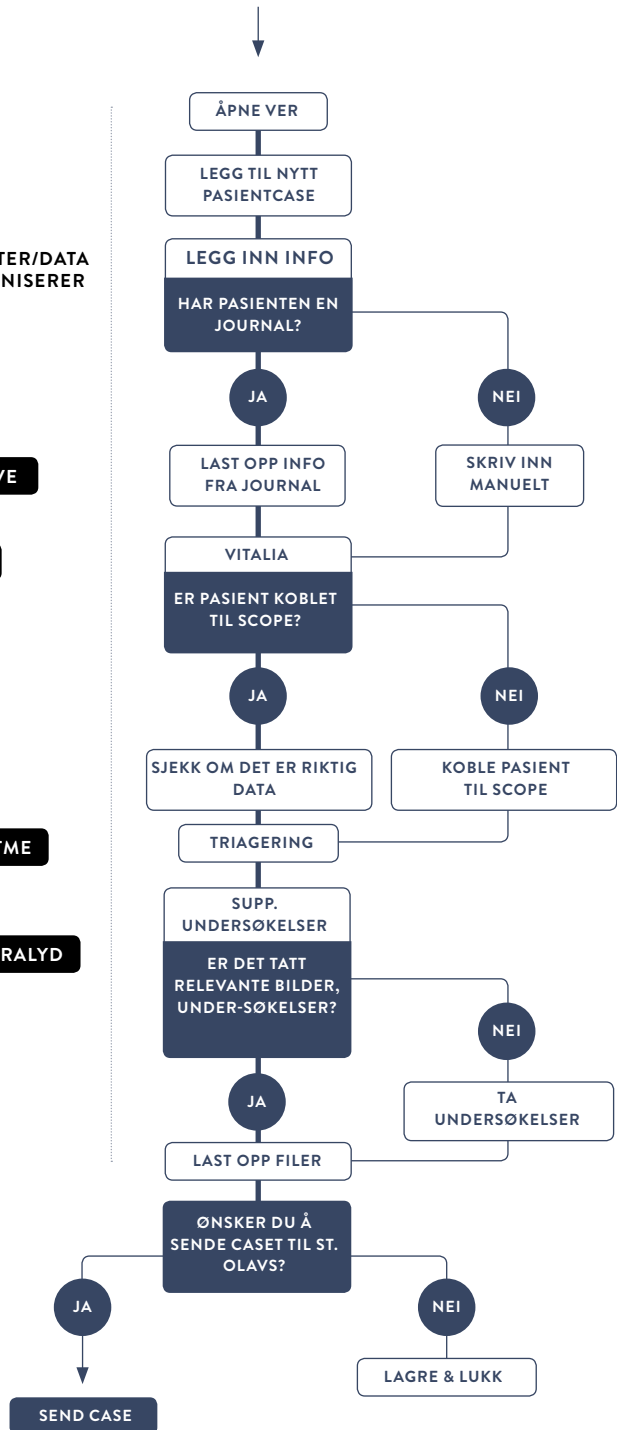 ÅPNE VER
LEGG TIL NYTT
PASIENTCASE
LEGG INN INFO
HAR PASIENTEN EN
JOURNAL?
JA
NEI
LAST OPP INFO
FRA JOURNAL
SKRIV INN
MANUELT
VITALIA
ER PASIENT KOBLET
TIL SCOPE?
JA
NEI
SJEKK OM DET ER RIKTIG
DATA
KOBLE PASIENT
TIL SCOPE
TRIAGERING
SUPP.
UNDERSØKELSER
ER DET TATT
RELEVANTE BILDER,
UNDER-SØKELSER?
NEI
JA
TA
UNDERSØKELSER
LAST OPP FILER
ØNSKER DU Å
SENDE CASET TIL ST.
OLAVS?
JA
NEI
LAGRE & LUKK
SEND CASE
TER/DATA
NISERER
VE
TME
RALYD